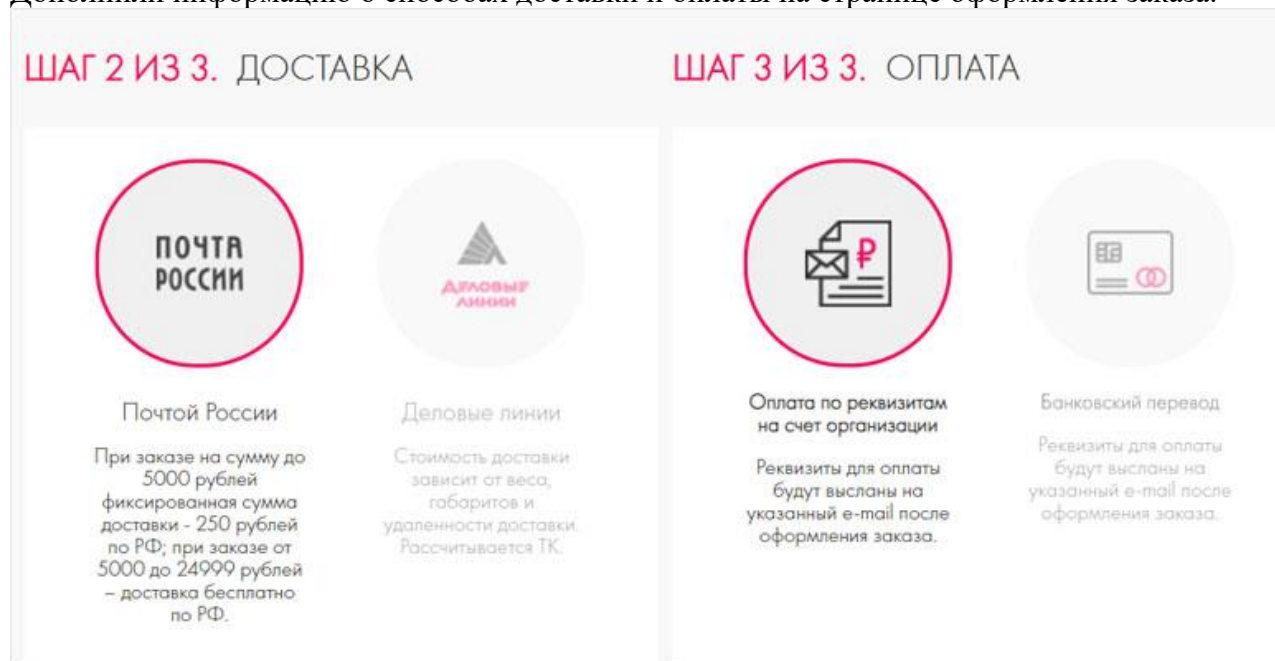 Дополнили информацию о способах доставки и оплаты на странице оформления заказа.
ШАГ 2 ИЗ 3. ДОСТАВКА
ПОЧТА
РОССИИ
ДЕЛОВЫЕ
ЛИНИИ
Почтой России
При заказе на сумму до
5000 рублей
фиксированная сумма
доставки - 250 рублей
по РФ; при заказе от
5000 до 24999 рублей
– доставка бесплатно
по РФ.
Деловые линии
Стоимость доставки
зависит от веса,
габаритов и
удаленности доставки.
Рассчитывается ТК.
ШАГ 3 ИЗ 3. ОПЛАТА
₽
Оплата по реквизитам
на счет организации
Реквизиты для оплаты
будут высланы на
указанный e-mail после
оформления заказа.
Банковский перевод
Реквизиты для оплаты
будут высланы на
указанный e-mail после
оформления заказа.